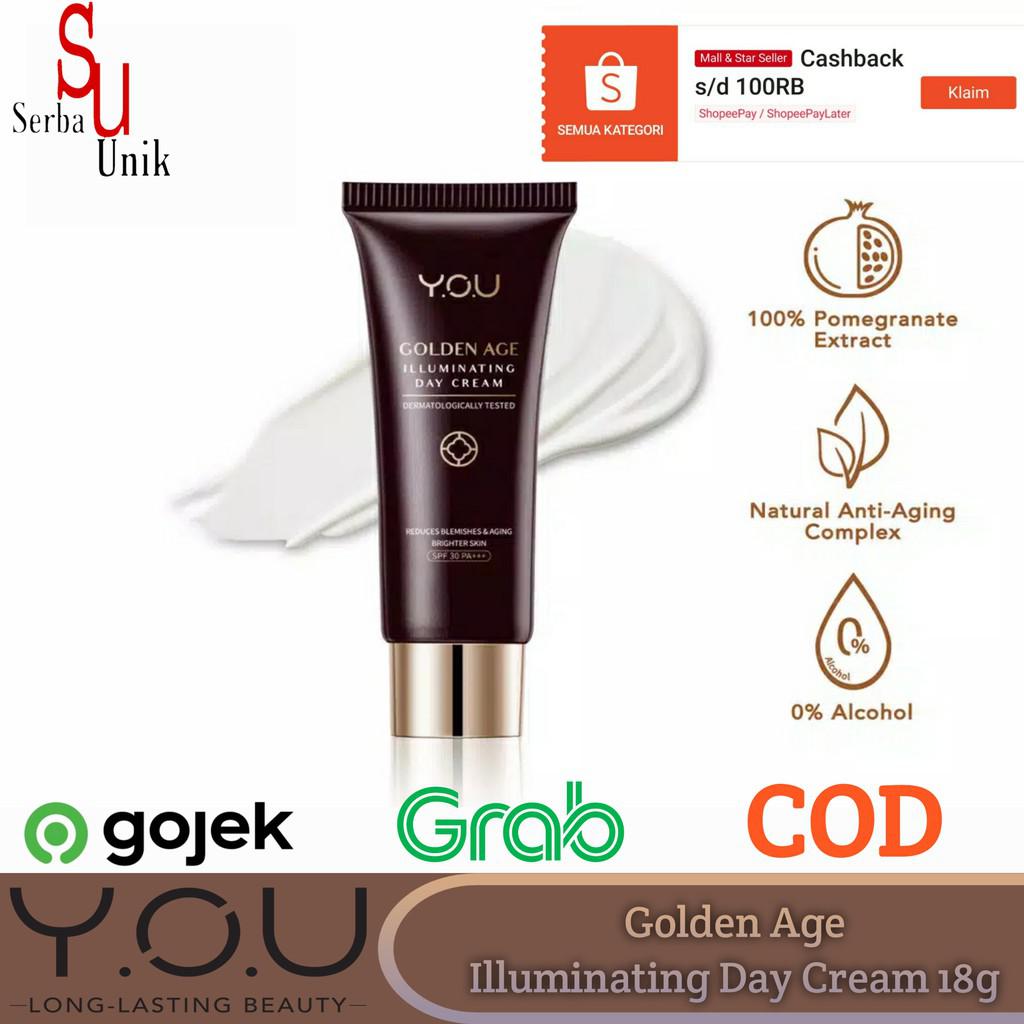 SU
Serba
Unik
S
SEMUA KATEGORI
Mall & Star Seller Cashback
s/d 100RB
ShopeePay / ShopeePayLater
Klaim
Y.O.U
GOLDEN AGE
ILLUMINATING
DAY CREAM
DERMATOLOGICALLY TESTED
REDUCES BLEMISHES & AGING
BRIGHTER SKIN
SPF 30 PA+++
100% Pomegranate
Extract
Natural Anti-Aging
Complex
0%
Alcohol
0% Alcohol
gojek
Grab
COD
Y.O.U
LONG-LASTING BEAUTY
Golden Age
Illuminating Day Cream 18g